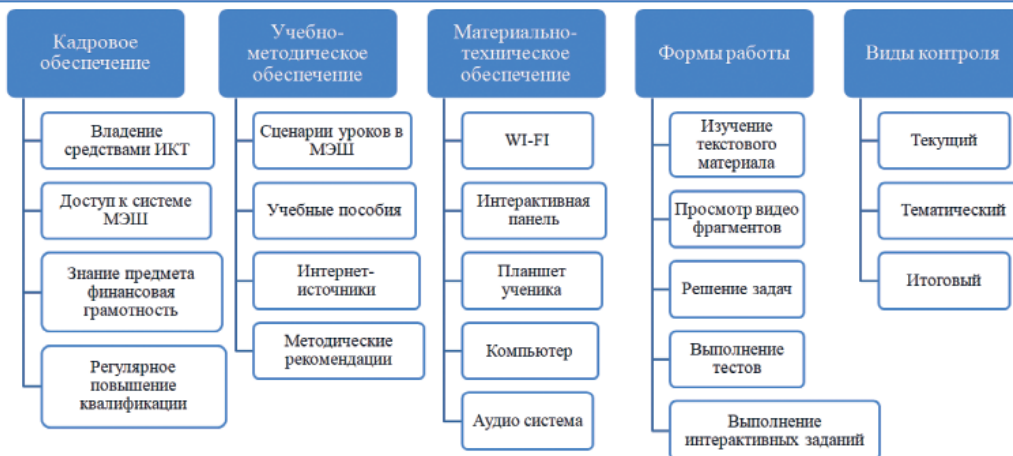 Кадровое
обеспечение
Владение
средствами ИКТ
Доступ к системе
МЭШ
Знание предмета
финансовая
грамотность
Регулярное
повышение
квалификации
Учебно-
методическое
обеспечение
Сценарии уроков в
МЭШ
Учебные пособия
Интернет-
источники
Методические
рекомендации
Материально-
техническое
обеспечение
WI-FI
Интерактивная
панель
Планшет
ученика
Компьютер
Аудио система
Формы работы
Изучение
текстового
материала
Просмотр видео
фрагментов
Решение задач
Выполнение
тестов
Выполнение
интерактивных заданий
Виды контроля
Текущий
Тематический
Итоговый